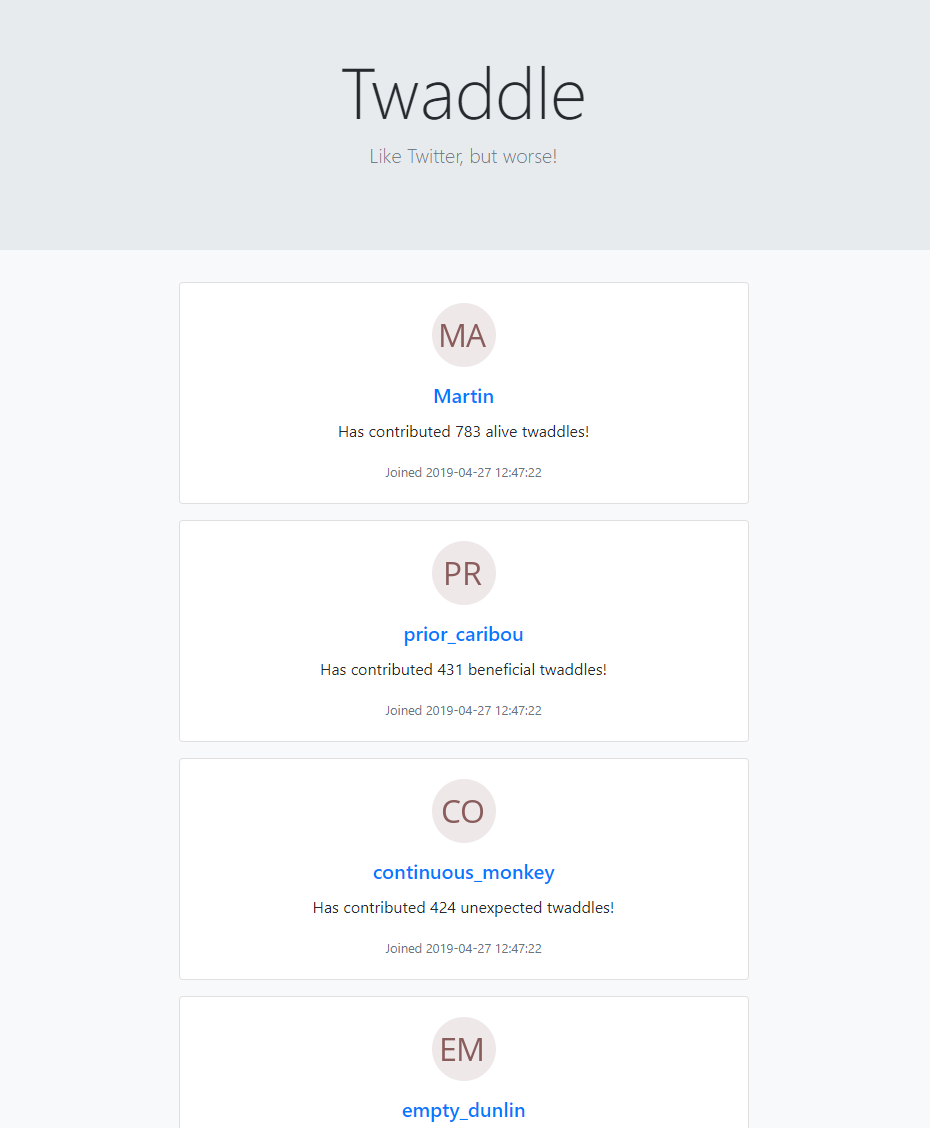 Twaddle
Like Twitter, but worse!
MA
Martin
Has contributed 783 alive twaddles!
Joined 2019-04-27 12:47:22
PR
prior_caribou
Has contributed 431 beneficial twaddles!
Joined 2019-04-27 12:47:22
CO
continuous_monkey
Has contributed 424 unexpected twaddles!
Joined 2019-04-27 12:47:22
EM
empty_dunlin